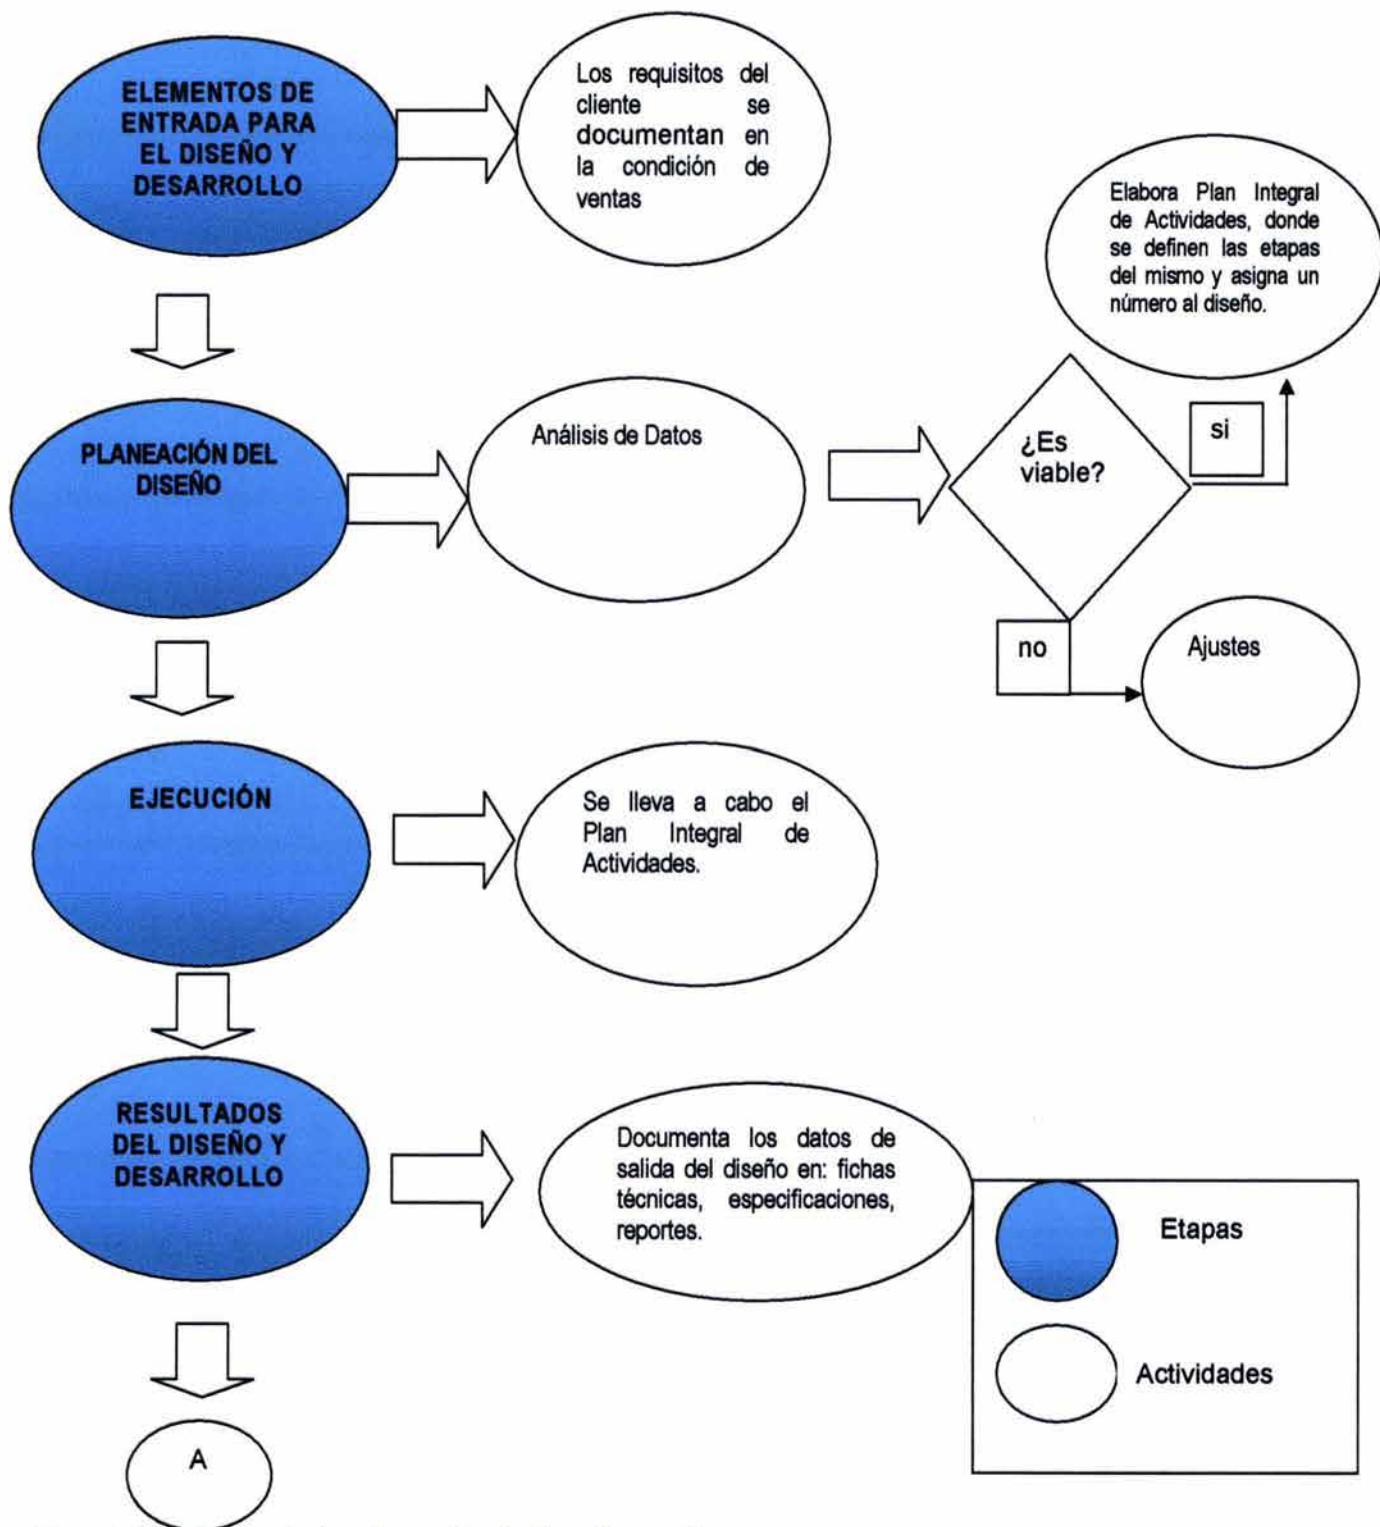 ELEMENTOS DE
ENTRADA PARA
EL DISEÑO Y
DESARROLLO
Los requisitos del
cliente se
documentan en
la condición de
ventas
Elabora Plan Integral
de Actividades, donde
se definen las etapas
del mismo y asigna un
número al diseño.
PLANEACIÓN DEL
DISEÑO
Análisis de Datos
¿Es
viable?
si
no
Ajustes
EJECUCIÓN
Se lleva a cabo el
Plan Integral de
Actividades.
RESULTADOS
DEL DISEÑO Y
DESARROLLO
Documenta los datos de
salida del diseño en: fichas
técnicas, especificaciones,
reportes.
Etapas
Actividades
A